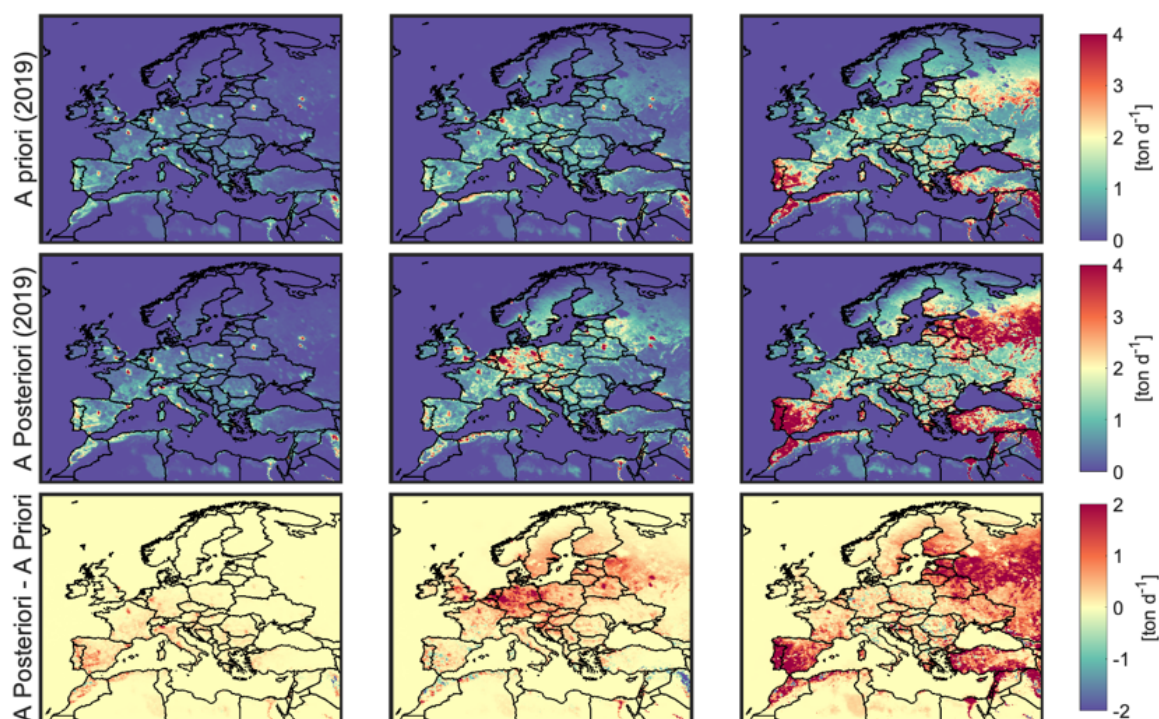 A priori (2019)
4
3
2
1
0
[ton d⁻¹]
A Posteriori (2019)
4
3
2
1
0
[ton d⁻¹]
A Posteriori - A Priori
2
1
0
-1
-2
[ton d⁻¹]